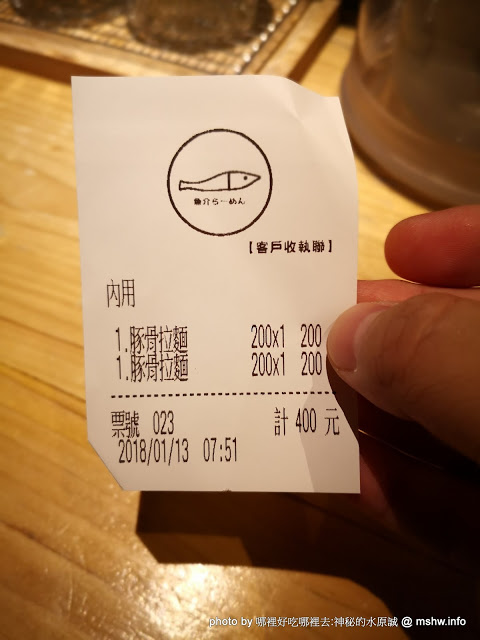 魚介らーめん
【客戶收執聯】
內用
1.豚骨拉麵 200x1 200
1.豚骨拉麵 200x1 200
票號 023 計 400 元
2018/01/13 07:51
photo by 哪裡好吃哪裡去:神秘的水原誠 @ mshw.info